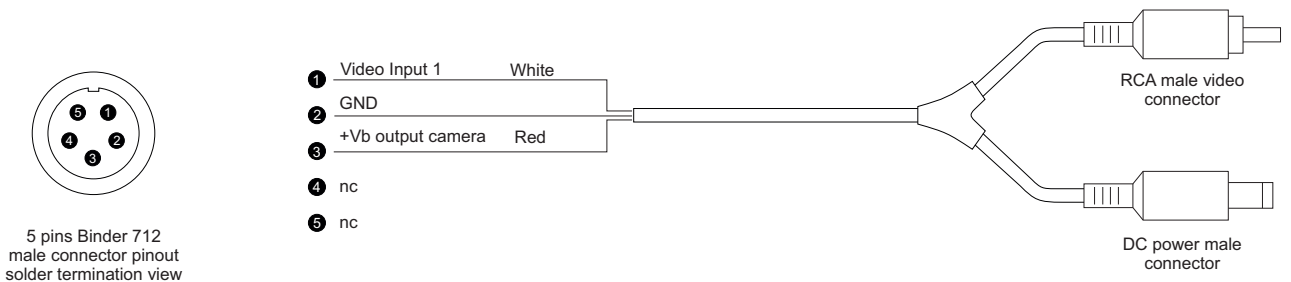 5 1
4 2
3
5 pins Binder 712
male connector pinout
solder termination view
1 Video Input 1 White
2 GND
3 +Vb output camera Red
4 nc
5 nc
RCA male video
connector
DC power male
connector